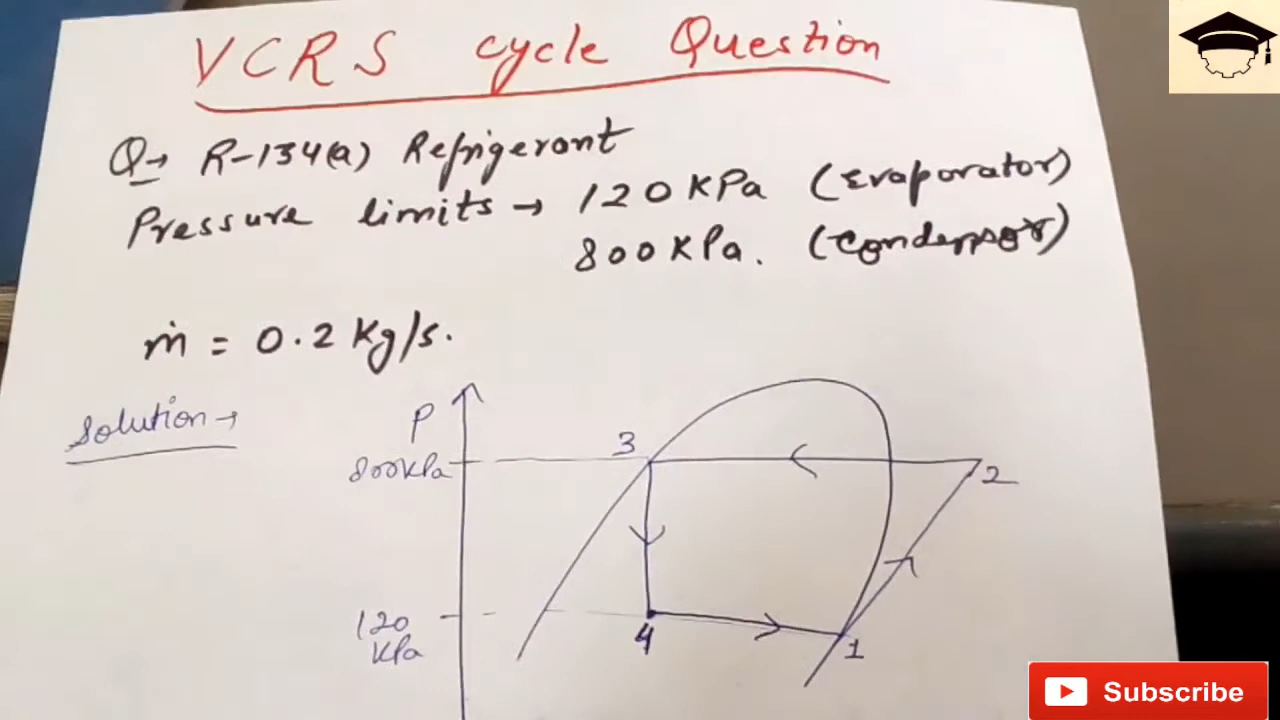 VCRS cycle Question
Q→ R-134(a) Refrigerant
Pressure limits → 120 KPa (Evaporator)
800 KPa. (Condensor)
ṁ = 0.2 Kg/s.
Solution →
P
800kPa
3
2
120
KPa
4
1
Subscribe